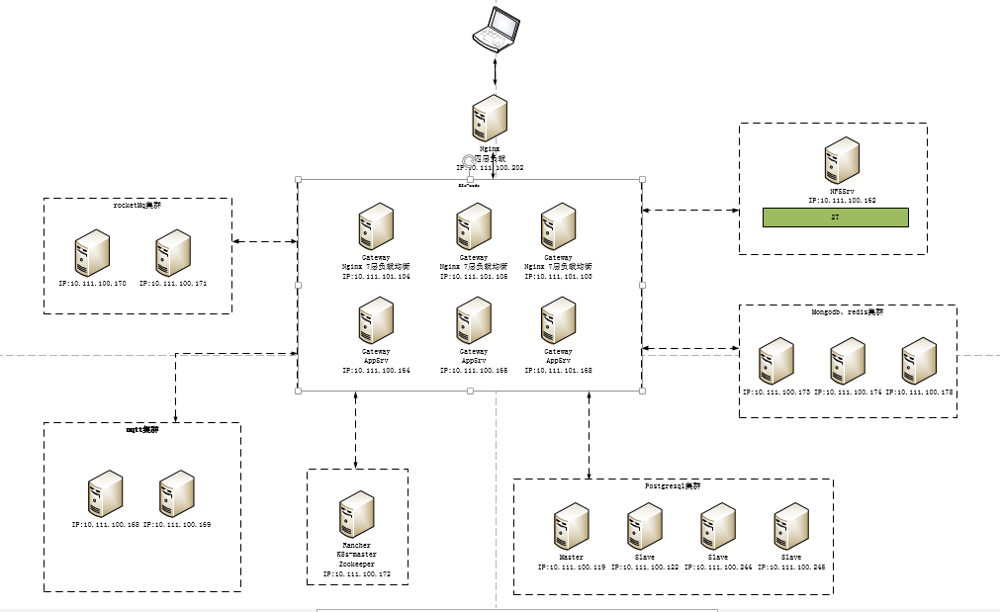 Nginx
四层负载
IP:10.111.100.202
K8s-node
Gateway
Nginx 7层负载均衡
IP:10.111.101.104
Gateway
Nginx 7层负载均衡
IP:10.111.101.105
Gateway
Nginx 7层负载均衡
IP:10.111.101.103
Gateway
AppSrv
IP:10.111.100.164
Gateway
AppSrv
IP:10.111.100.165
Gateway
AppSrv
IP:10.111.101.168
rocketMq集群
IP:10.111.100.170
IP:10.111.100.171
NFSSrv
IP:10.111.100.162
2T
Mongodb、redis集群
IP:10.111.100.173
IP:10.111.100.174
IP:10.111.100.178
mqtt集群
IP:10.111.100.168
IP:10.111.100.169
Rancher
K8s-master
Zookeeper
IP:10.111.100.172
Postgresql集群
Master
IP:10.111.100.119
Slave
IP:10.111.100.122
Slave
IP:10.111.100.244
Slave
IP:10.111.100.245